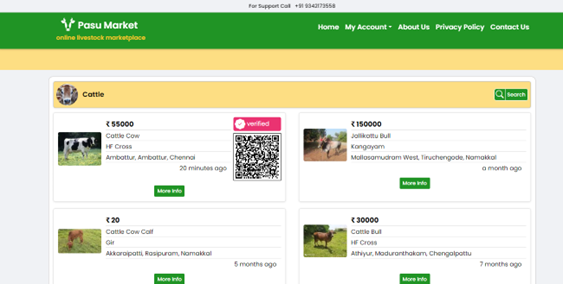 For Support Call +91 9342173558
Pasu Market
online livestock marketplace
Home My Account About Us Privacy Policy Contact Us
Cattle
Search
₹ 55000
verified
Cattle Cow
HF Cross
Ambattur, Ambattur, Chennai
20 minutes ago
More Info
₹ 150000
Jallikattu Bull
Kangayam
Mallasamudram West, Tiruchengode, Namakkal
a month ago
More Info
₹ 20
Cattle Cow Calf
Gir
Akkaraipatti, Rasipuram, Namakkal
5 months ago
More Info
₹ 30000
Cattle Bull
HF Cross
Athiyur, Maduranthakam, Chengalpattu
7 months ago
More Info